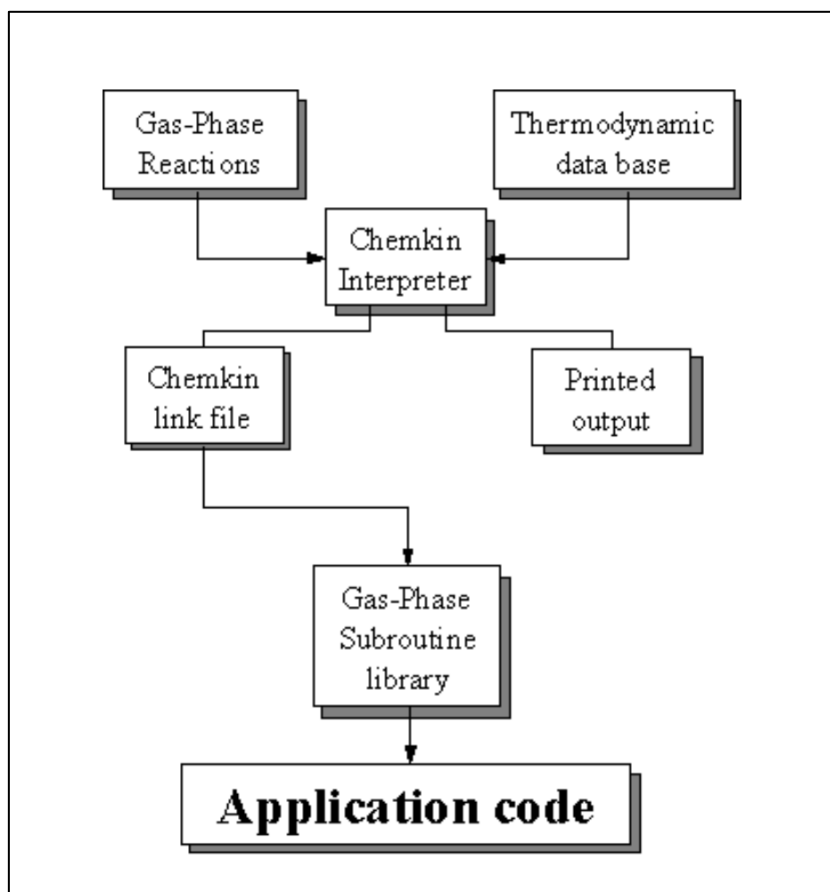 Gas-Phase
Reactions
Thermodynamic
data base
Chemkin
Interpreter
Chemkin
link file
Printed
output
Gas-Phase
Subroutine
library
Application code